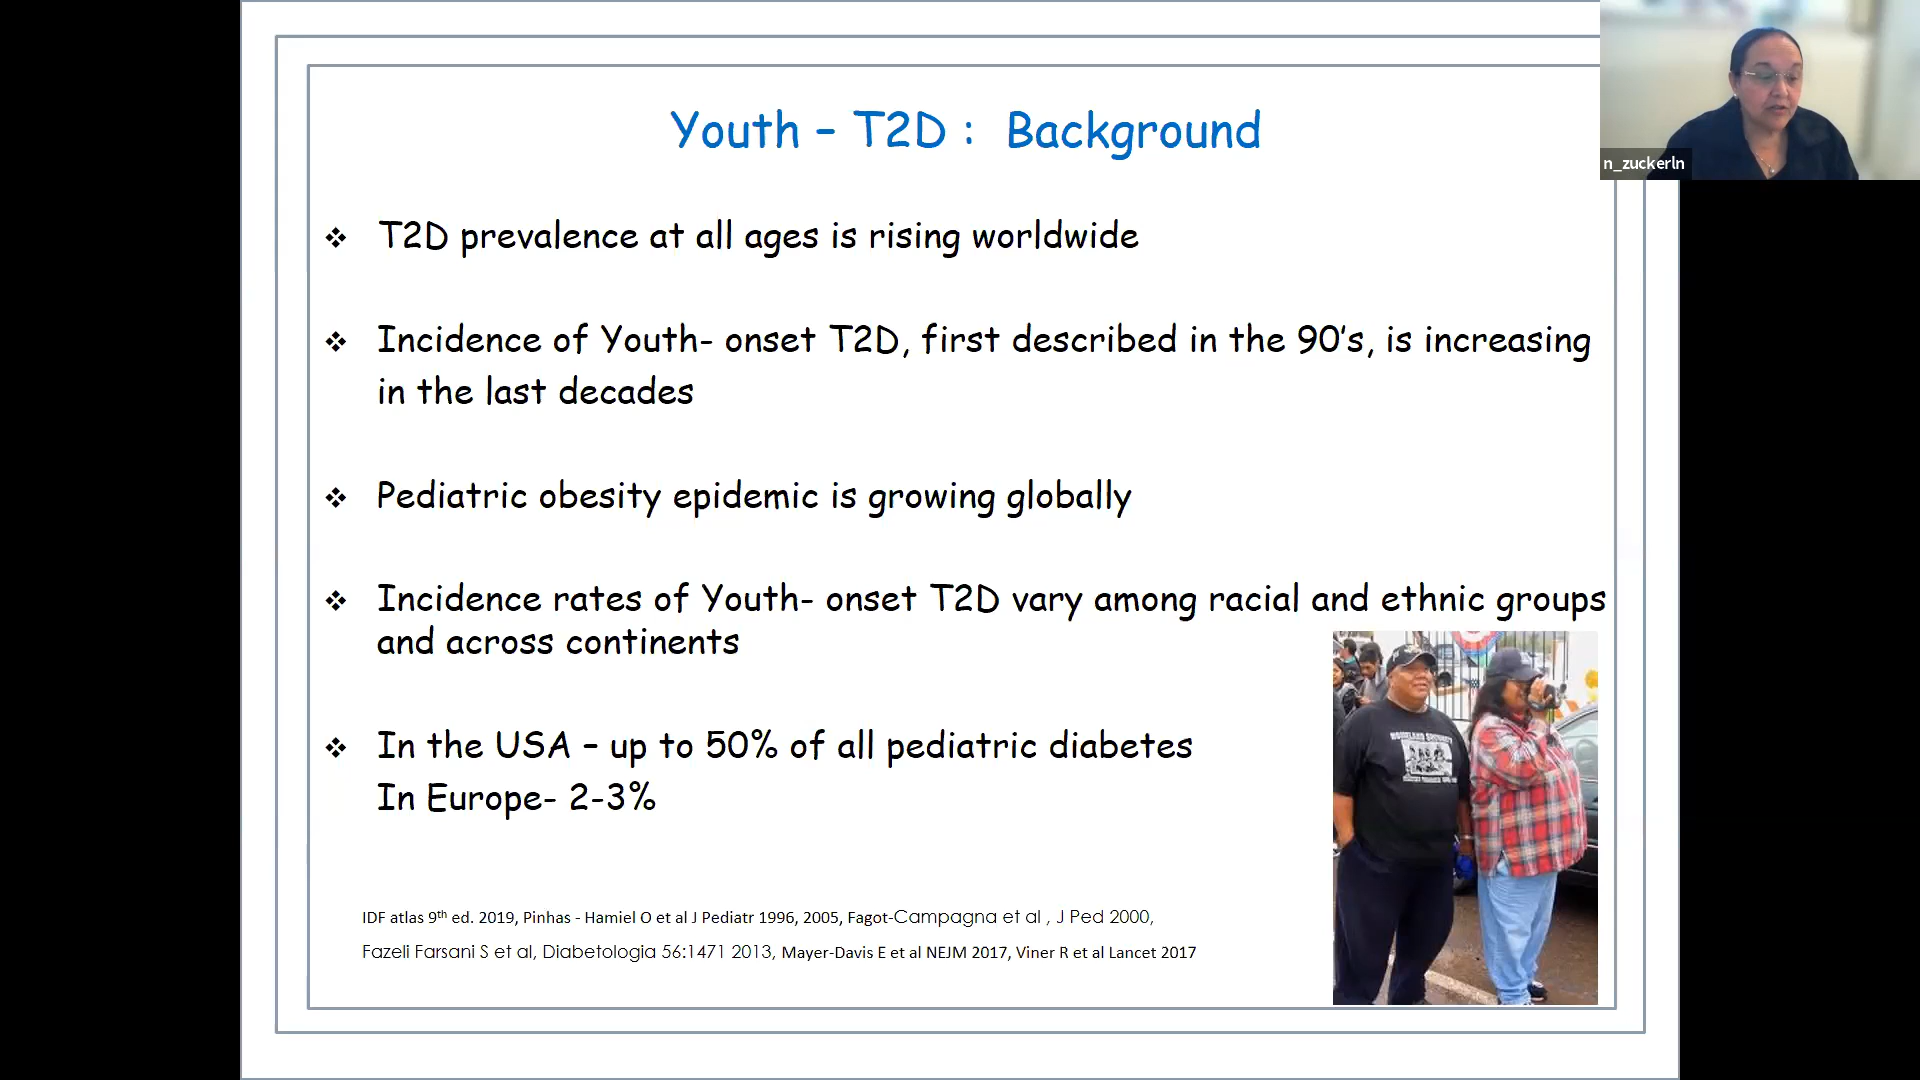 Youth – T2D : Background
n_zuckerln
❖ T2D prevalence at all ages is rising worldwide
❖ Incidence of Youth- onset T2D, first described in the 90’s, is increasing
in the last decades
❖ Pediatric obesity epidemic is growing globally
❖ Incidence rates of Youth- onset T2D vary among racial and ethnic groups
and across continents
❖ In the USA – up to 50% of all pediatric diabetes
In Europe- 2-3%
IDF atlas 9th ed. 2019, Pinhas - Hamiel O et al J Pediatr 1996, 2005, Fagot-Campagna et al , J Ped 2000,
Fazeli Farsani S et al, Diabetologia 56:1471 2013, Mayer-Davis E et al NEJM 2017, Viner R et al Lancet 2017
HOMELAND SECURITY